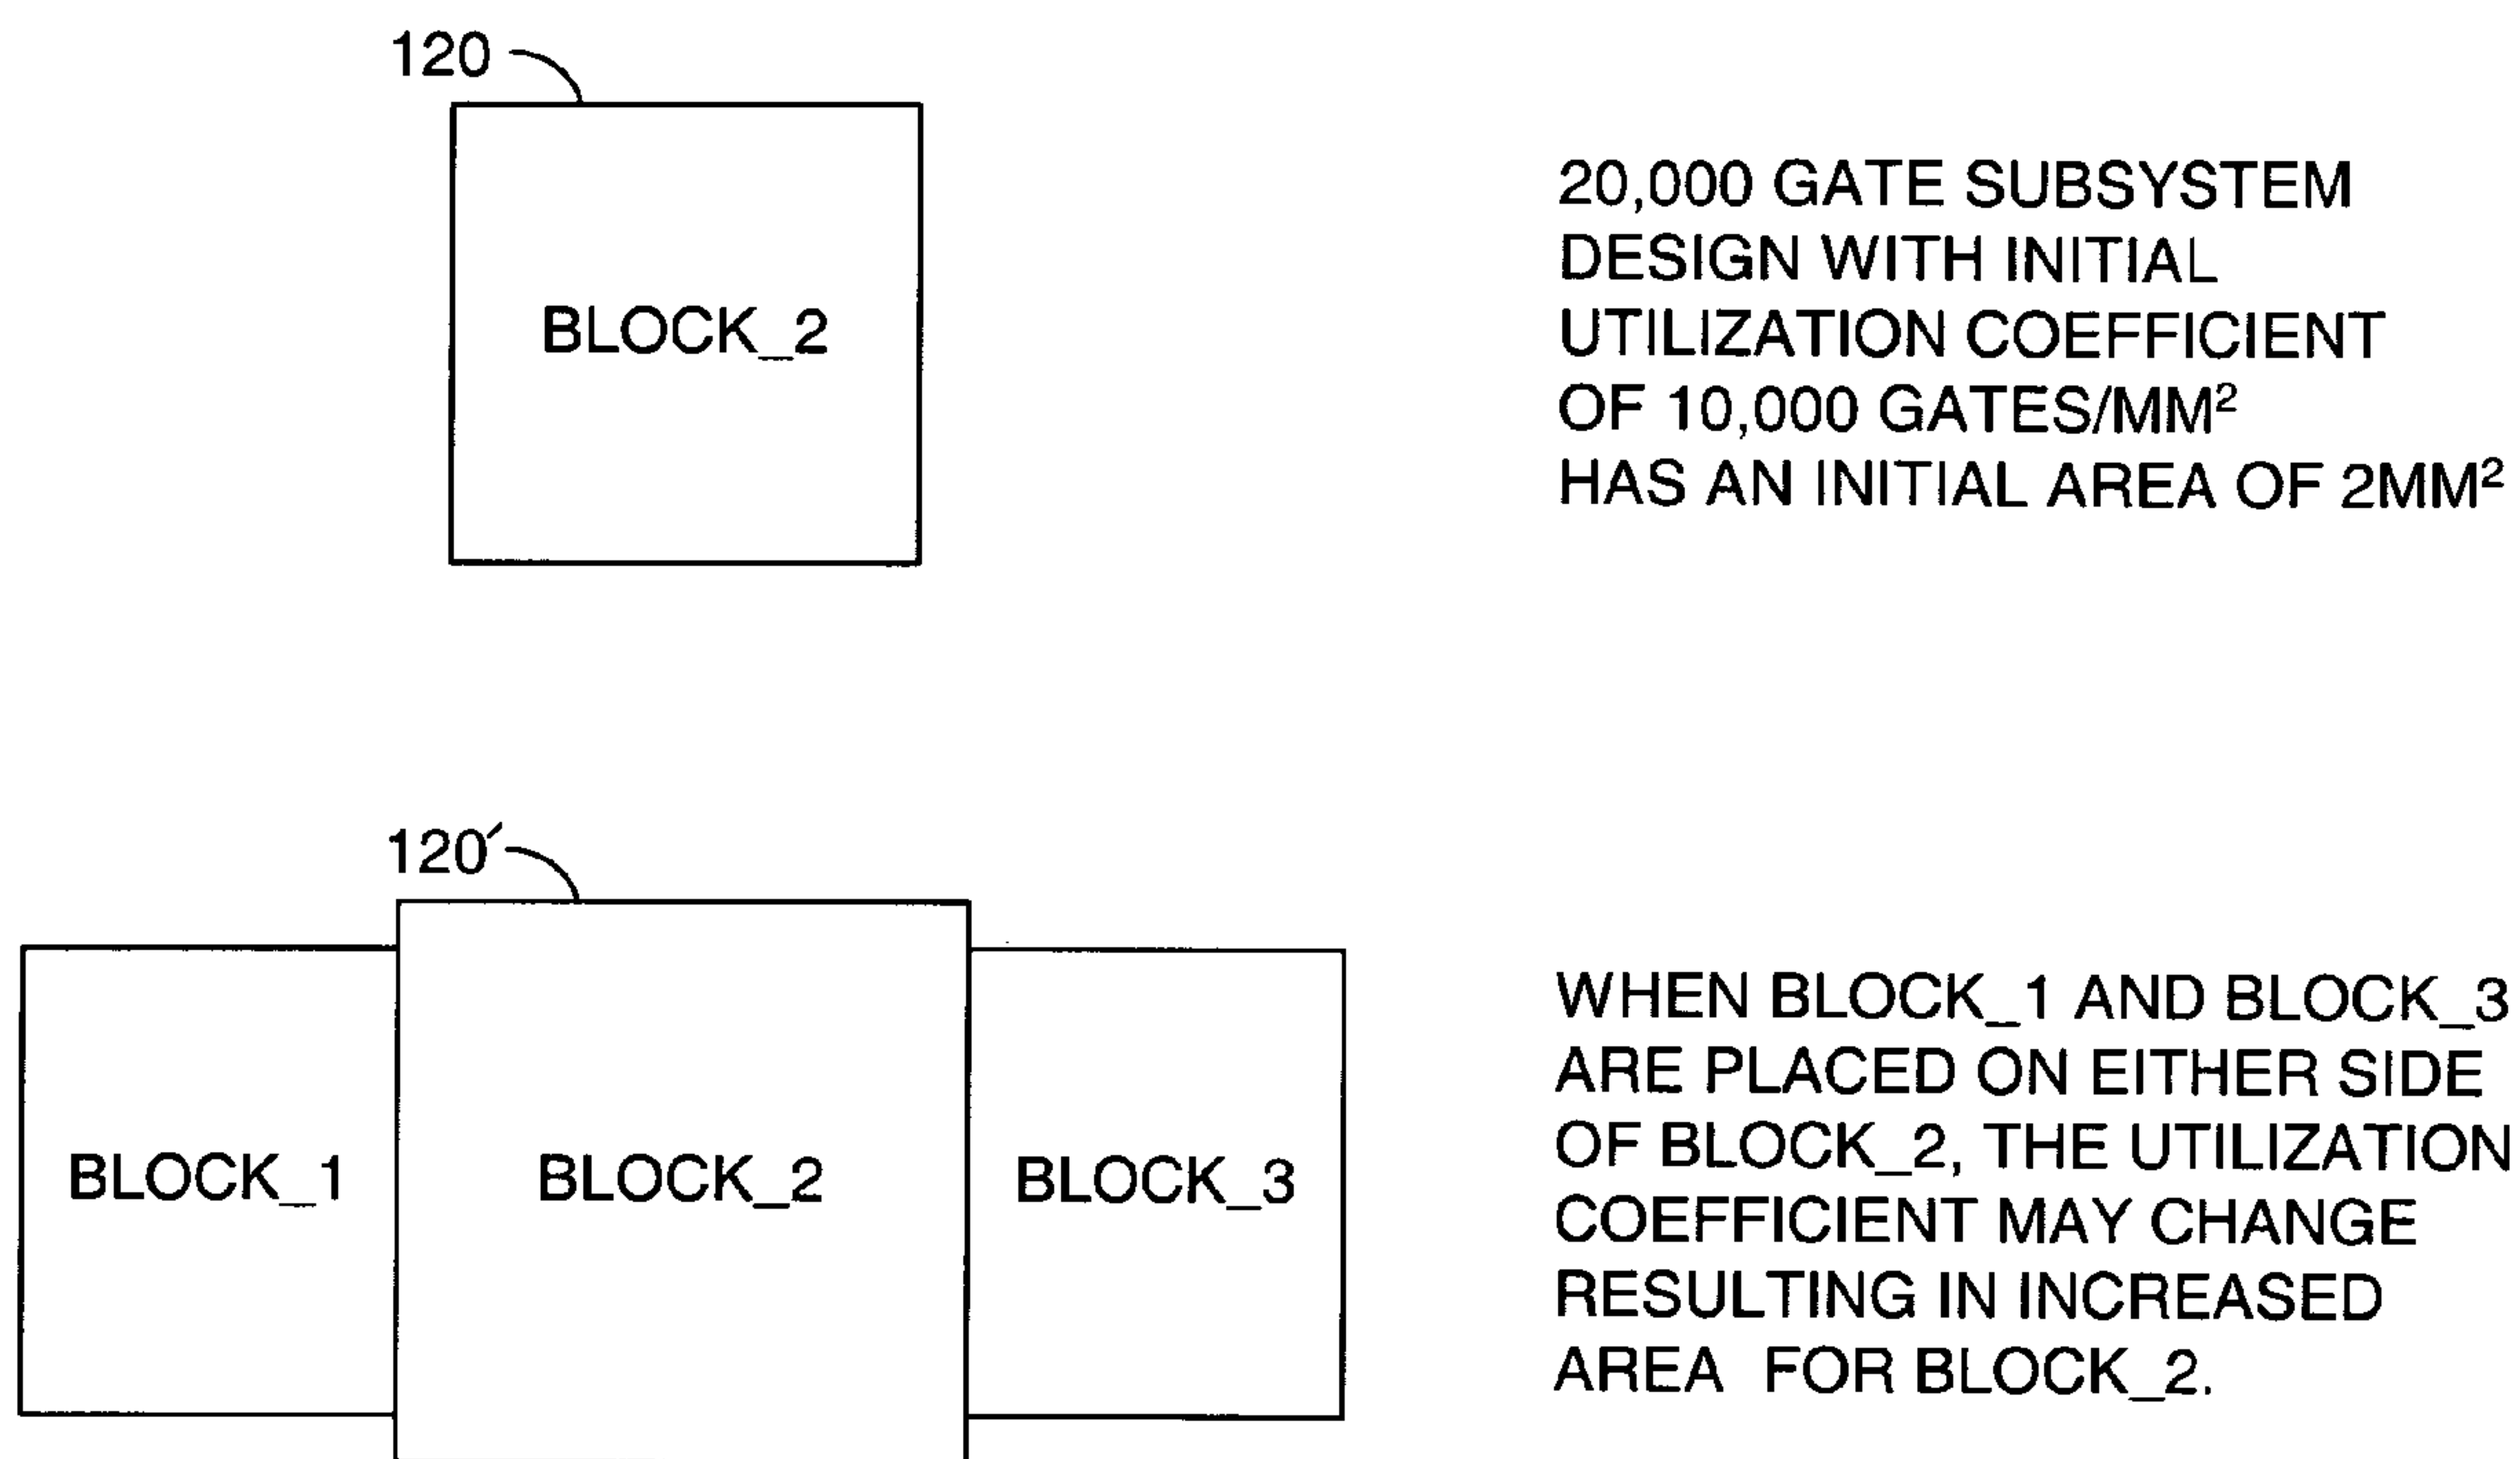 120
BLOCK_2
20,000 GATE SUBSYSTEM
DESIGN WITH INITIAL
UTILIZATION COEFFICIENT
OF 10,000 GATES/MM²
HAS AN INITIAL AREA OF 2MM²
120′
BLOCK_1
BLOCK_2
BLOCK_3
WHEN BLOCK_1 AND BLOCK_3
ARE PLACED ON EITHER SIDE
OF BLOCK_2, THE UTILIZATION
COEFFICIENT MAY CHANGE
RESULTING IN INCREASED
AREA FOR BLOCK_2.